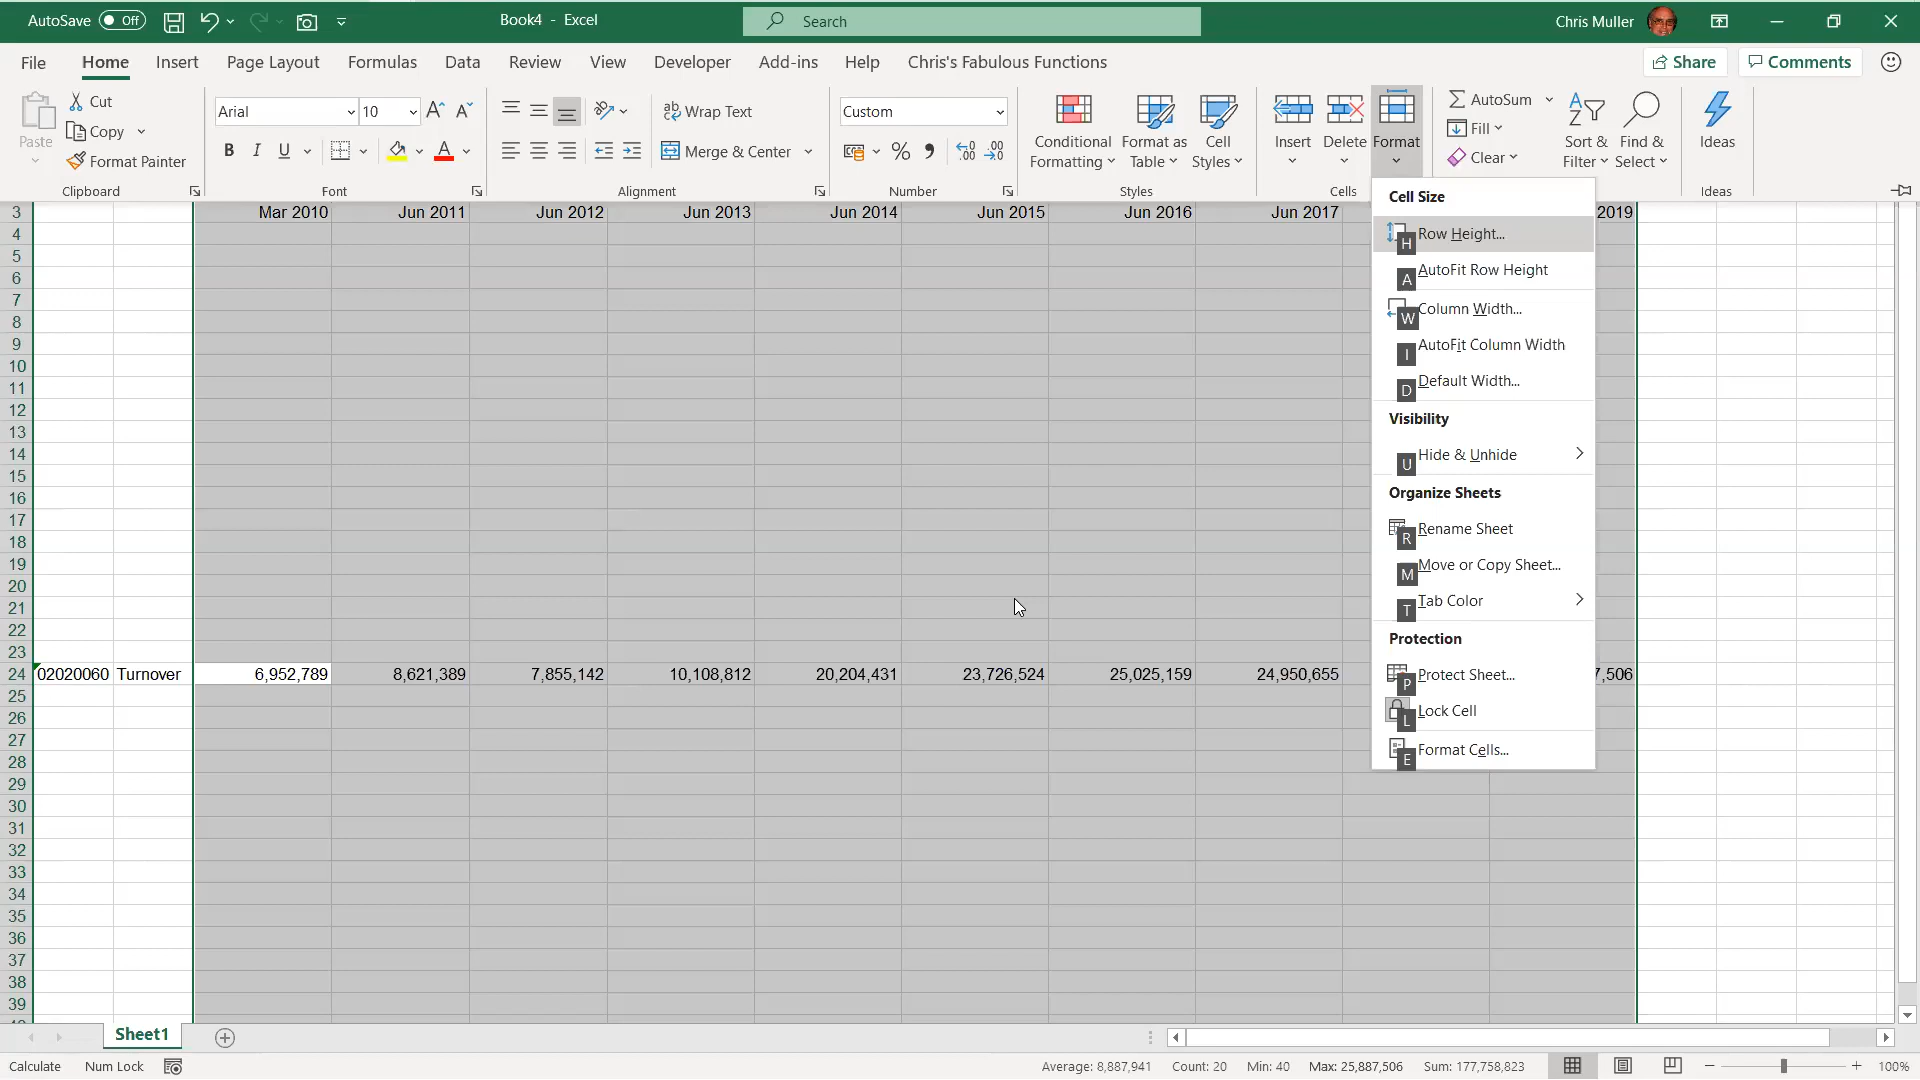 AutoSave Off
Book4 - Excel
Search
Chris Muller
File Home Insert Page Layout Formulas Data Review View Developer Add-ins Help Chris's Fabulous Functions
Share Comments
Paste
Cut
Copy
Format Painter
Clipboard
Arial 10
B I U
Font
Wrap Text
Merge & Center
Alignment
Custom
Number
Conditional Formatting
Format as Table
Cell Styles
Styles
Insert
Delete
Format
Cells
AutoSum
Fill
Clear
Sort & Filter
Find & Select
Ideas
Ideas
Cell Size
H Row Height...
A AutoFit Row Height
W Column Width...
I AutoFit Column Width
D Default Width...
Visibility
U Hide & Unhide
Organize Sheets
R Rename Sheet
M Move or Copy Sheet...
T Tab Color
Protection
P Protect Sheet...
L Lock Cell
E Format Cells...
3 Mar 2010 Jun 2011 Jun 2012 Jun 2013 Jun 2014 Jun 2015 Jun 2016 Jun 2017 2019
4
5
6
7
8
9
10
11
12
13
14
15
16
17
18
19
20
21
22
23
24 02020060 Turnover 6,952,789 8,621,389 7,855,142 10,108,812 20,204,431 23,726,524 25,025,159 24,950,655 7,506
25
26
27
28
29
30
31
32
33
34
35
36
37
38
39
Sheet1
Calculate Num Lock Average: 8,887,941 Count: 20 Min: 40 Max: 25,887,506 Sum: 177,758,823 100%